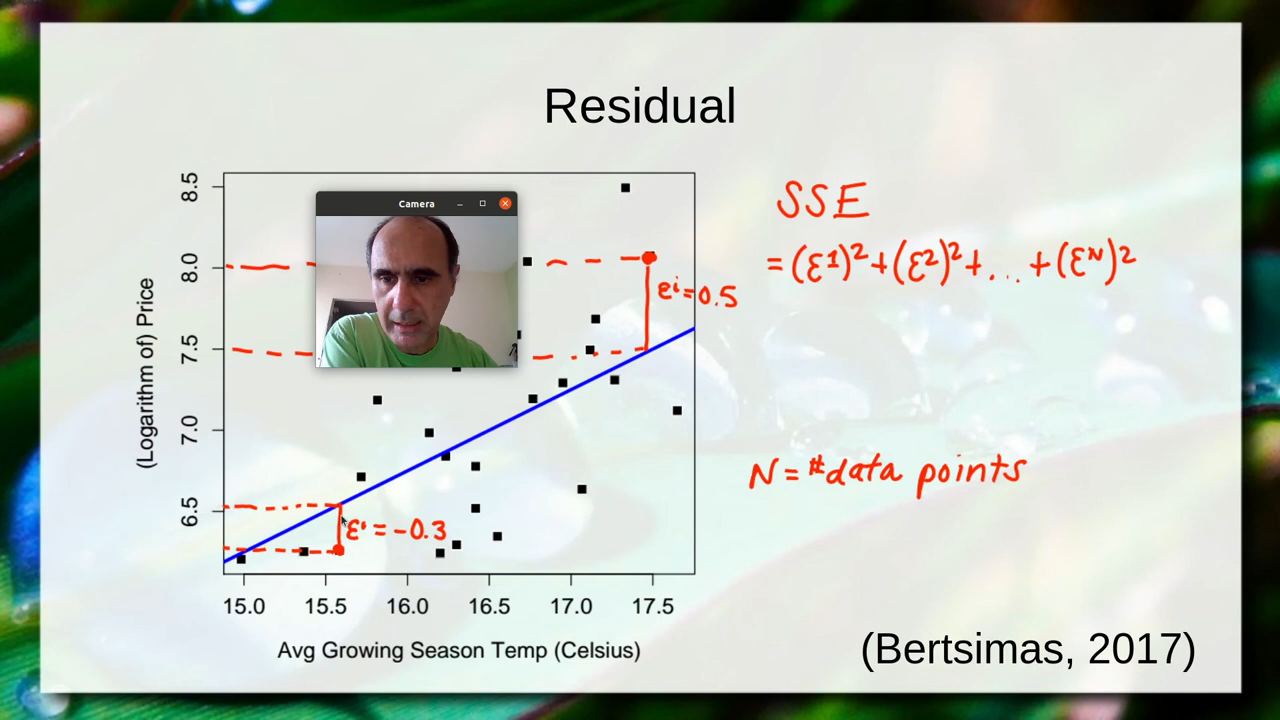 Residual
Camera
8.5
8.0
7.5
7.0
6.5
(Logarithm of) Price
15.0 15.5 16.0 16.5 17.0 17.5
Avg Growing Season Temp (Celsius)
εⁱ=0.5
εⁱ = -0.3
SSE
= (ε¹)²+(ε²)²+...+(εᴺ)²
N = # data points
(Bertsimas, 2017)